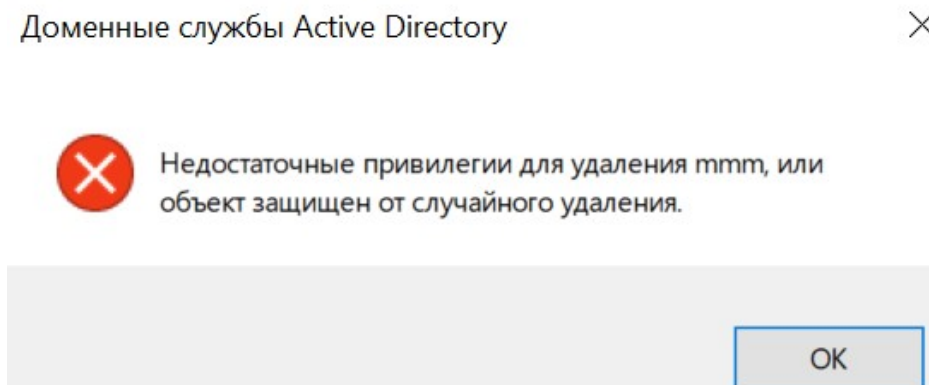 Доменные службы Active Directory
Недостаточные привилегии для удаления mmm, или
объект защищен от случайного удаления.
OK